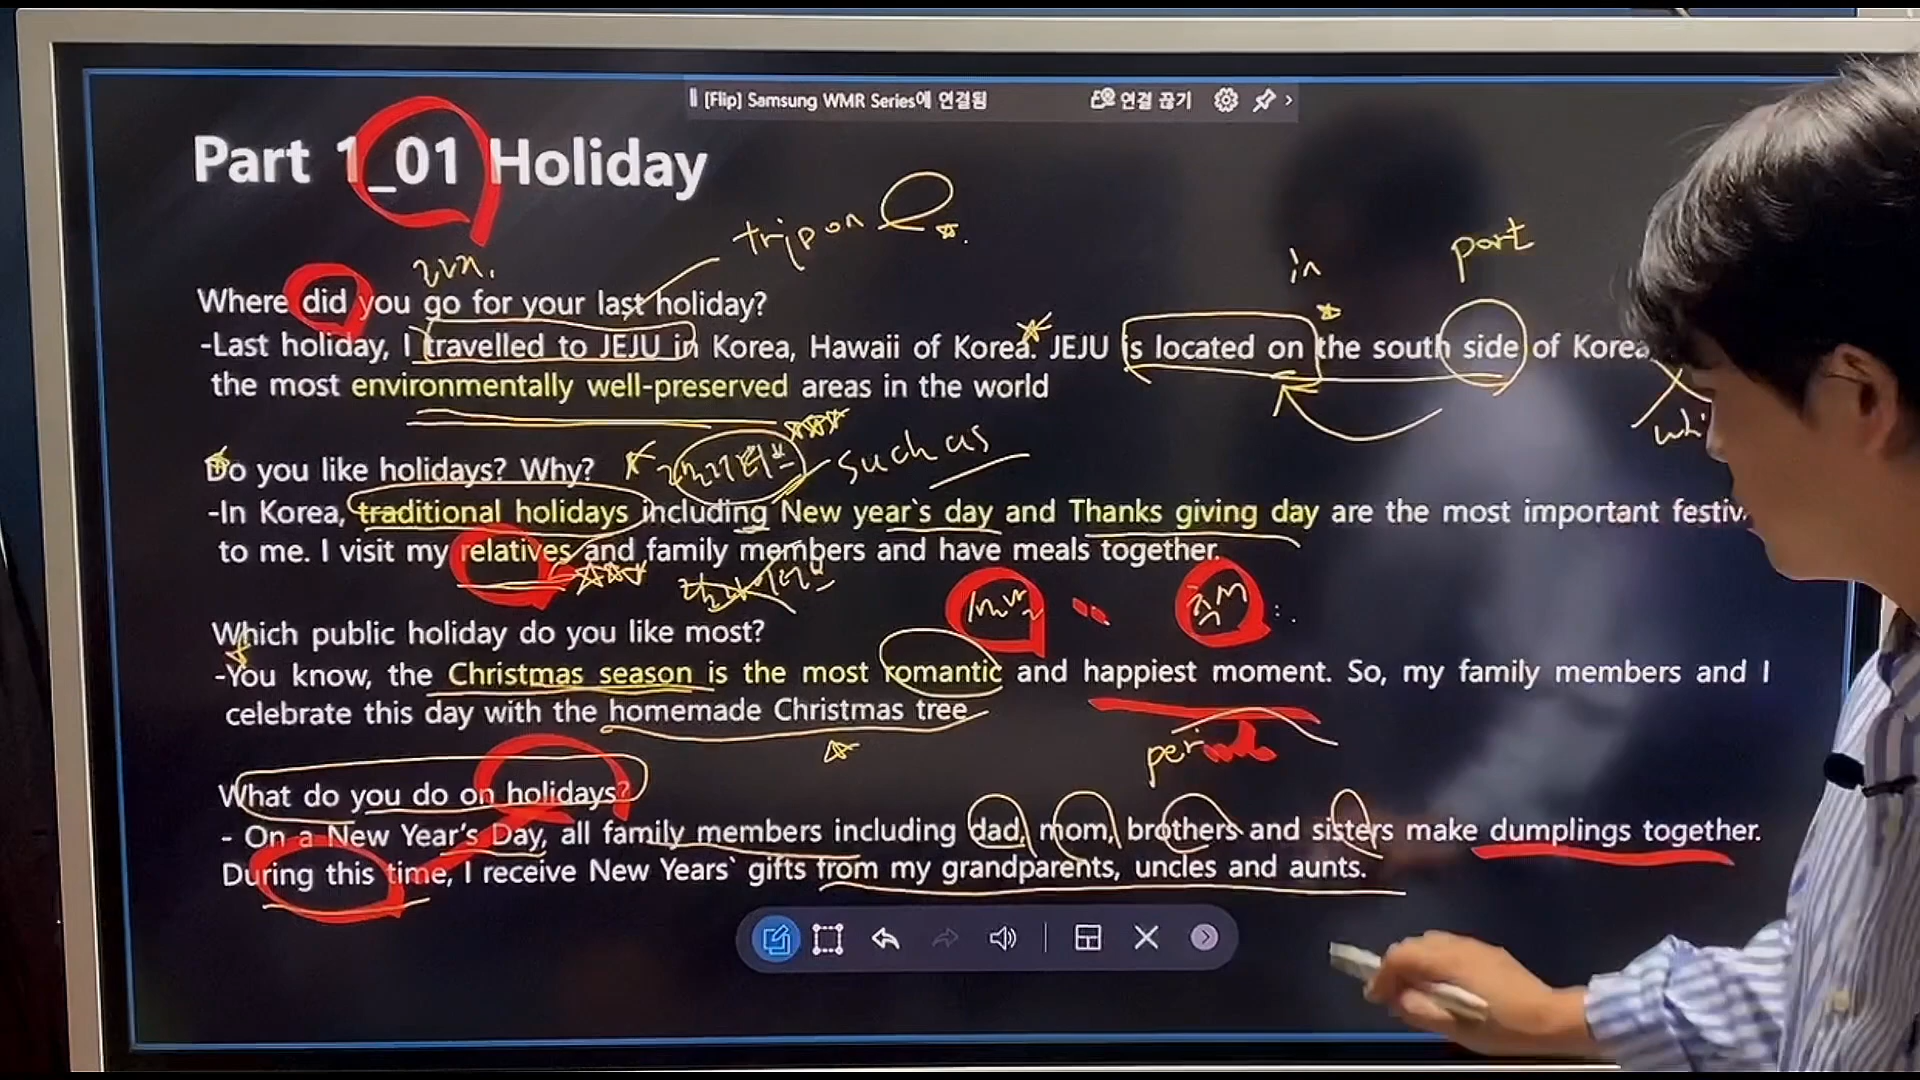 [Flip] Samsung WMR Series에 연결됨 연결 끊기
Part 1_01 Holiday
trip on
in
part
Where did you go for your last holiday?
-Last holiday, I travelled to JEJU in Korea, Hawaii of Korea. JEJU is located on the south side of Korea
the most environmentally well-preserved areas in the world
such as
Do you like holidays? Why?
-In Korea, traditional holidays including New year`s day and Thanks giving day are the most important
to me. I visit my relatives and family members and have meals together.
Which public holiday do you like most?
-You know, the Christmas season is the most romantic and happiest moment. So, my family members and I
celebrate this day with the homemade Christmas tree
What do you do on holidays?
- On a New Year's Day, all family members including dad, mom, brothers and sisters make dumplings together.
During this time, I receive New Years` gifts from my grandparents, uncles and aunts.